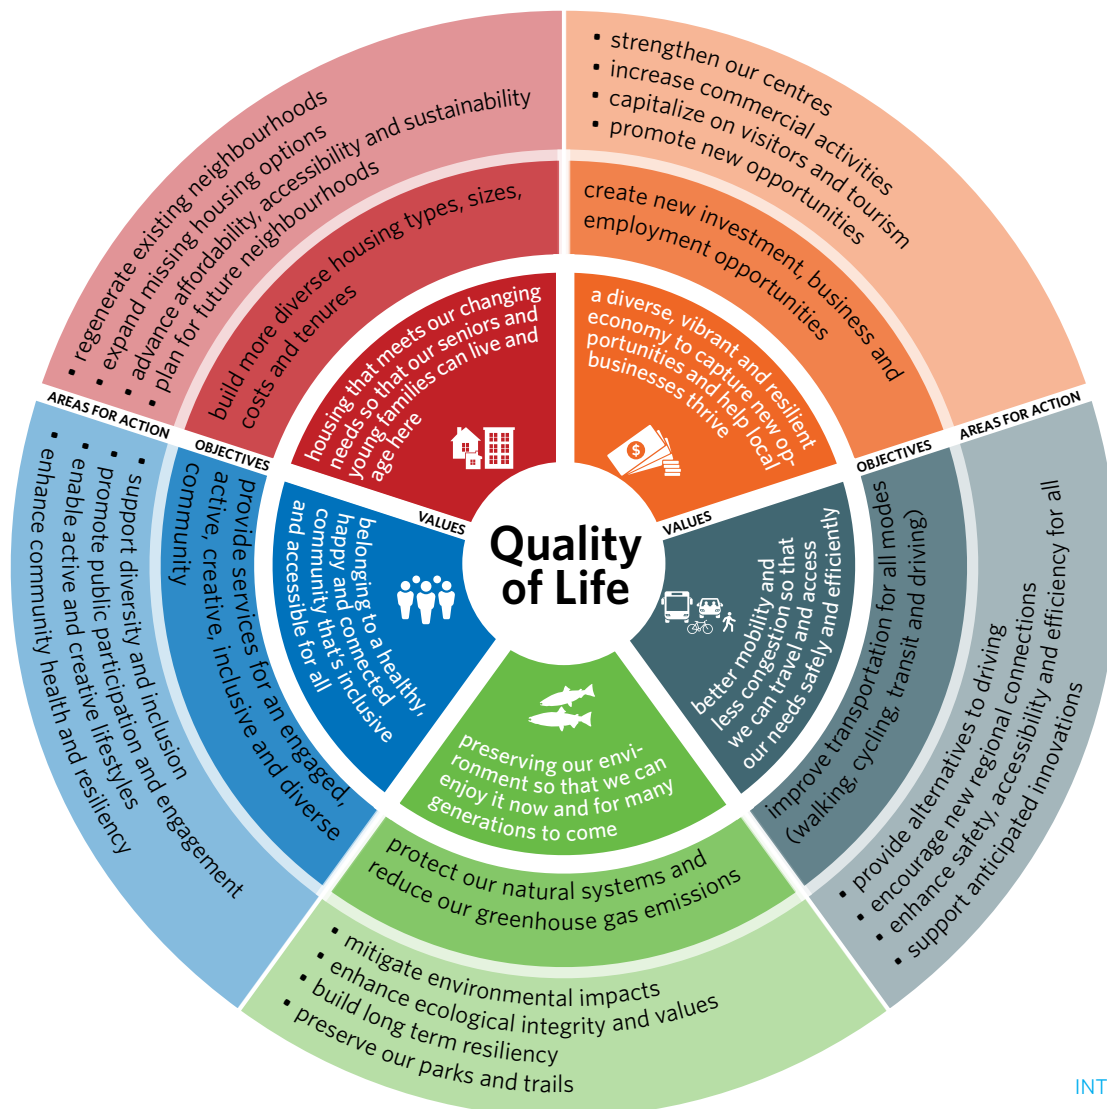 Quality
of Life
VALUES
VALUES
OBJECTIVES
OBJECTIVES
AREAS FOR ACTION
AREAS FOR ACTION
housing that meets our changing
needs so that our seniors and
young families can live and
age here
build more diverse housing types, sizes,
costs and tenures
▪ regenerate existing neighbourhoods
▪ expand missing housing options
▪ advance affordability, accessibility and sustainability
▪ plan for future neighbourhoods
a diverse, vibrant and resilient
economy to capture new op-
portunities and help local
businesses thrive
$
create new investment, business and
employment opportunities
▪ strengthen our centres
▪ increase commercial activities
▪ capitalize on visitors and tourism
▪ promote new opportunities
better mobility and
less congestion so that
we can travel and access
our needs safely and efficiently
improve transportation for all modes
(walking, cycling, transit and driving)
▪ provide alternatives to driving
▪ encourage new regional connections
▪ enhance safety, accessibility and efficiency for all
▪ support anticipated innovations
preserving our envi-
ronment so that we can
enjoy it now and for many
generations to come
protect our natural systems and
reduce our greenhouse gas emissions
▪ mitigate environmental impacts
▪ enhance ecological integrity and values
▪ build long term resiliency
▪ preserve our parks and trails
belonging to a healthy,
happy and connected
community that's inclusive
and accessible for all
provide services for an engaged,
active, creative, inclusive and diverse
community
▪ support diversity and inclusion
▪ promote public participation and engagement
▪ enable active and creative lifestyles
▪ enhance community health and resiliency
INT